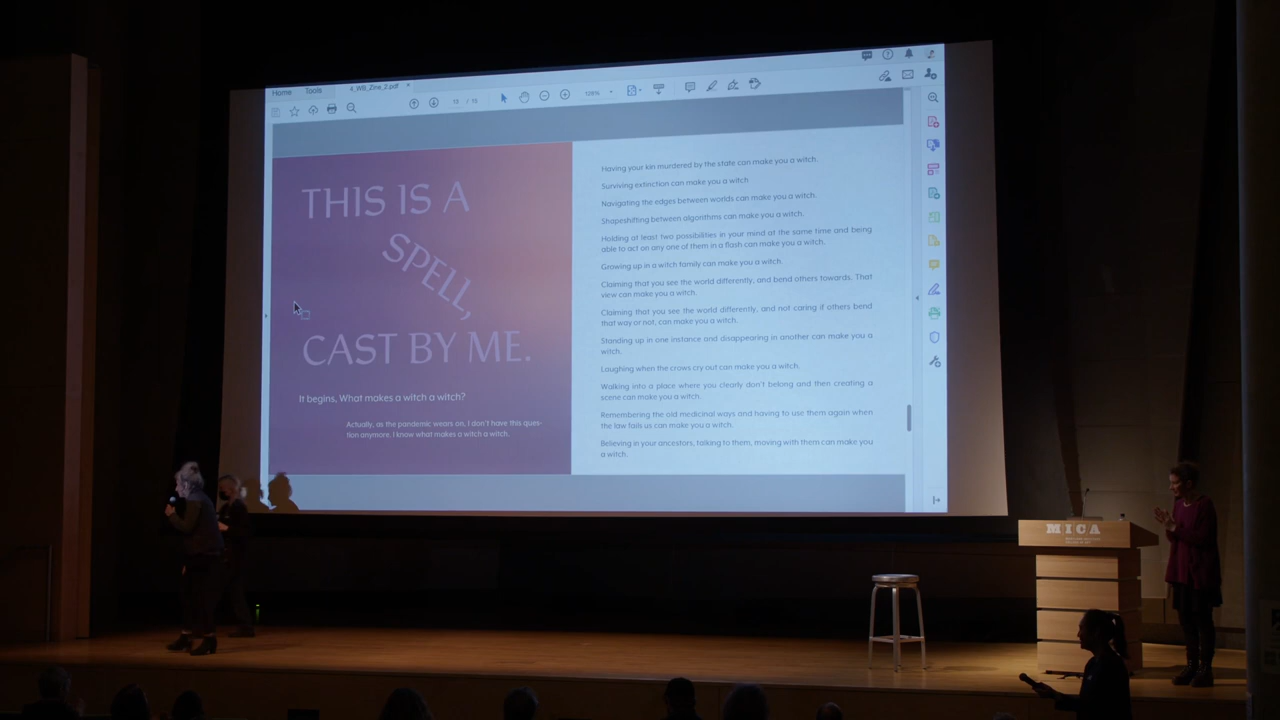 Home Tools 4_WB_Zine_2.pdf ×
19 / 19 128%
THIS IS A
SPELL,
CAST BY ME.
It begins, What makes a witch a witch?
Actually, as the pandemic wears on, I don't have this ques-
tion anymore. I know what makes a witch a witch.
Having your kin murdered by the state can make you a witch.
Surviving extinction can make you a witch
Navigating the edges between worlds can make you a witch.
Shapeshifting between algorithms can make you a witch.
Holding at least two possibilities in your mind at the same time and being
able to act on any one of them in a flash can make you a witch.
Growing up in a witch family can make you a witch.
Claiming that you see the world differently, and bend others towards. That
view can make you a witch.
Claiming that you see the world differently, and not caring if others bend
that way or not, can make you a witch.
Standing up in one instance and disappearing in another can make you a
witch.
Laughing when the crows cry out can make you a witch.
Walking into a place where you clearly don't belong and then creating a
scene can make you a witch.
Remembering the old medicinal ways and having to use them again when
the law fails us can make you a witch.
Believing in your ancestors, talking to them, moving with them can make you
a witch.
MICA